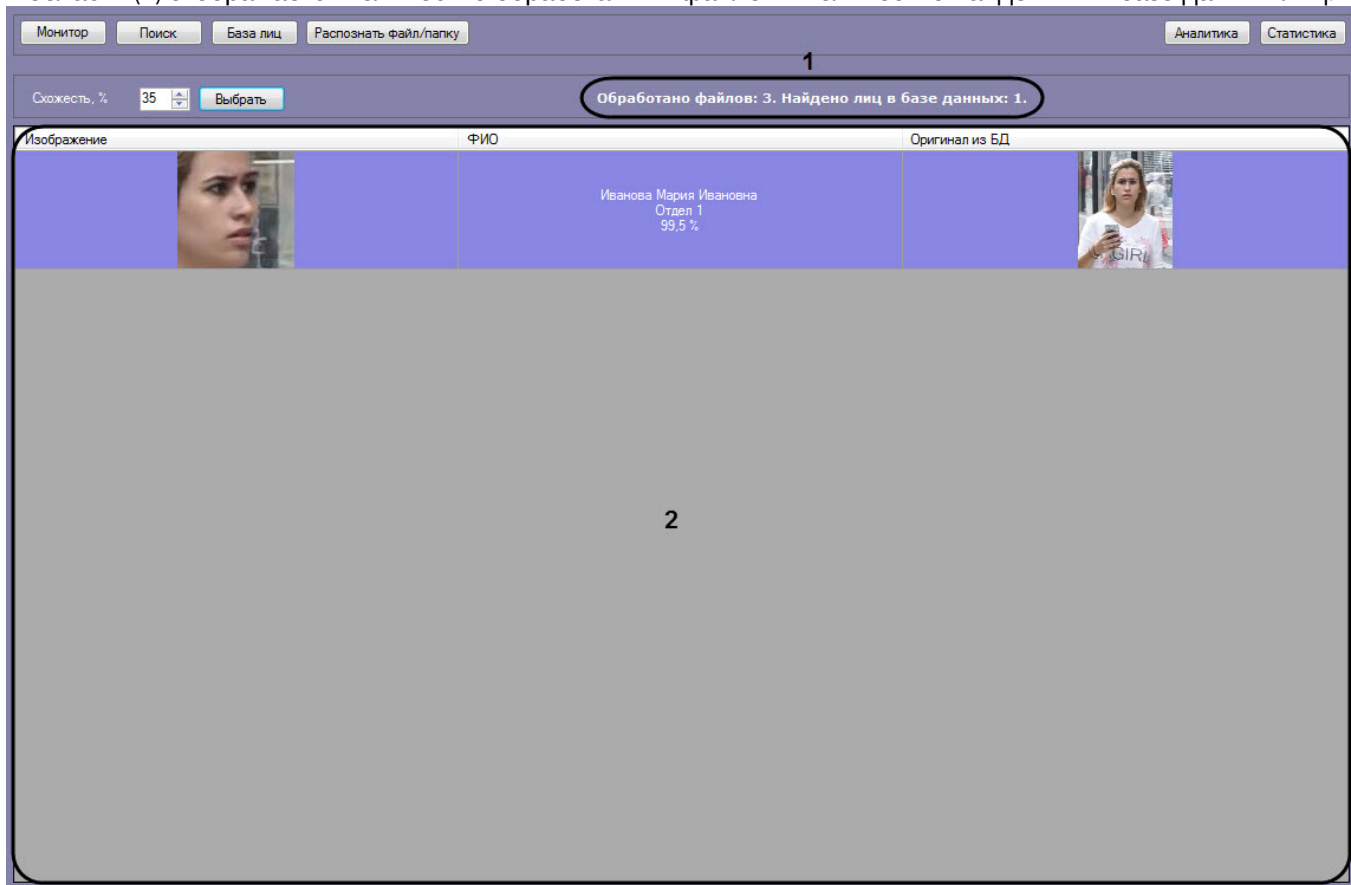 Монитор Поиск База лиц Распознать файл/папку Аналитика Статистика
1
Схожесть, % 35 Выбрать Обработано файлов: 3. Найдено лиц в базе данных: 1.
Изображение ФИО Оригинал из БД
Иванова Мария Ивановна
Отдел 1
99,5 %
GIRL
2